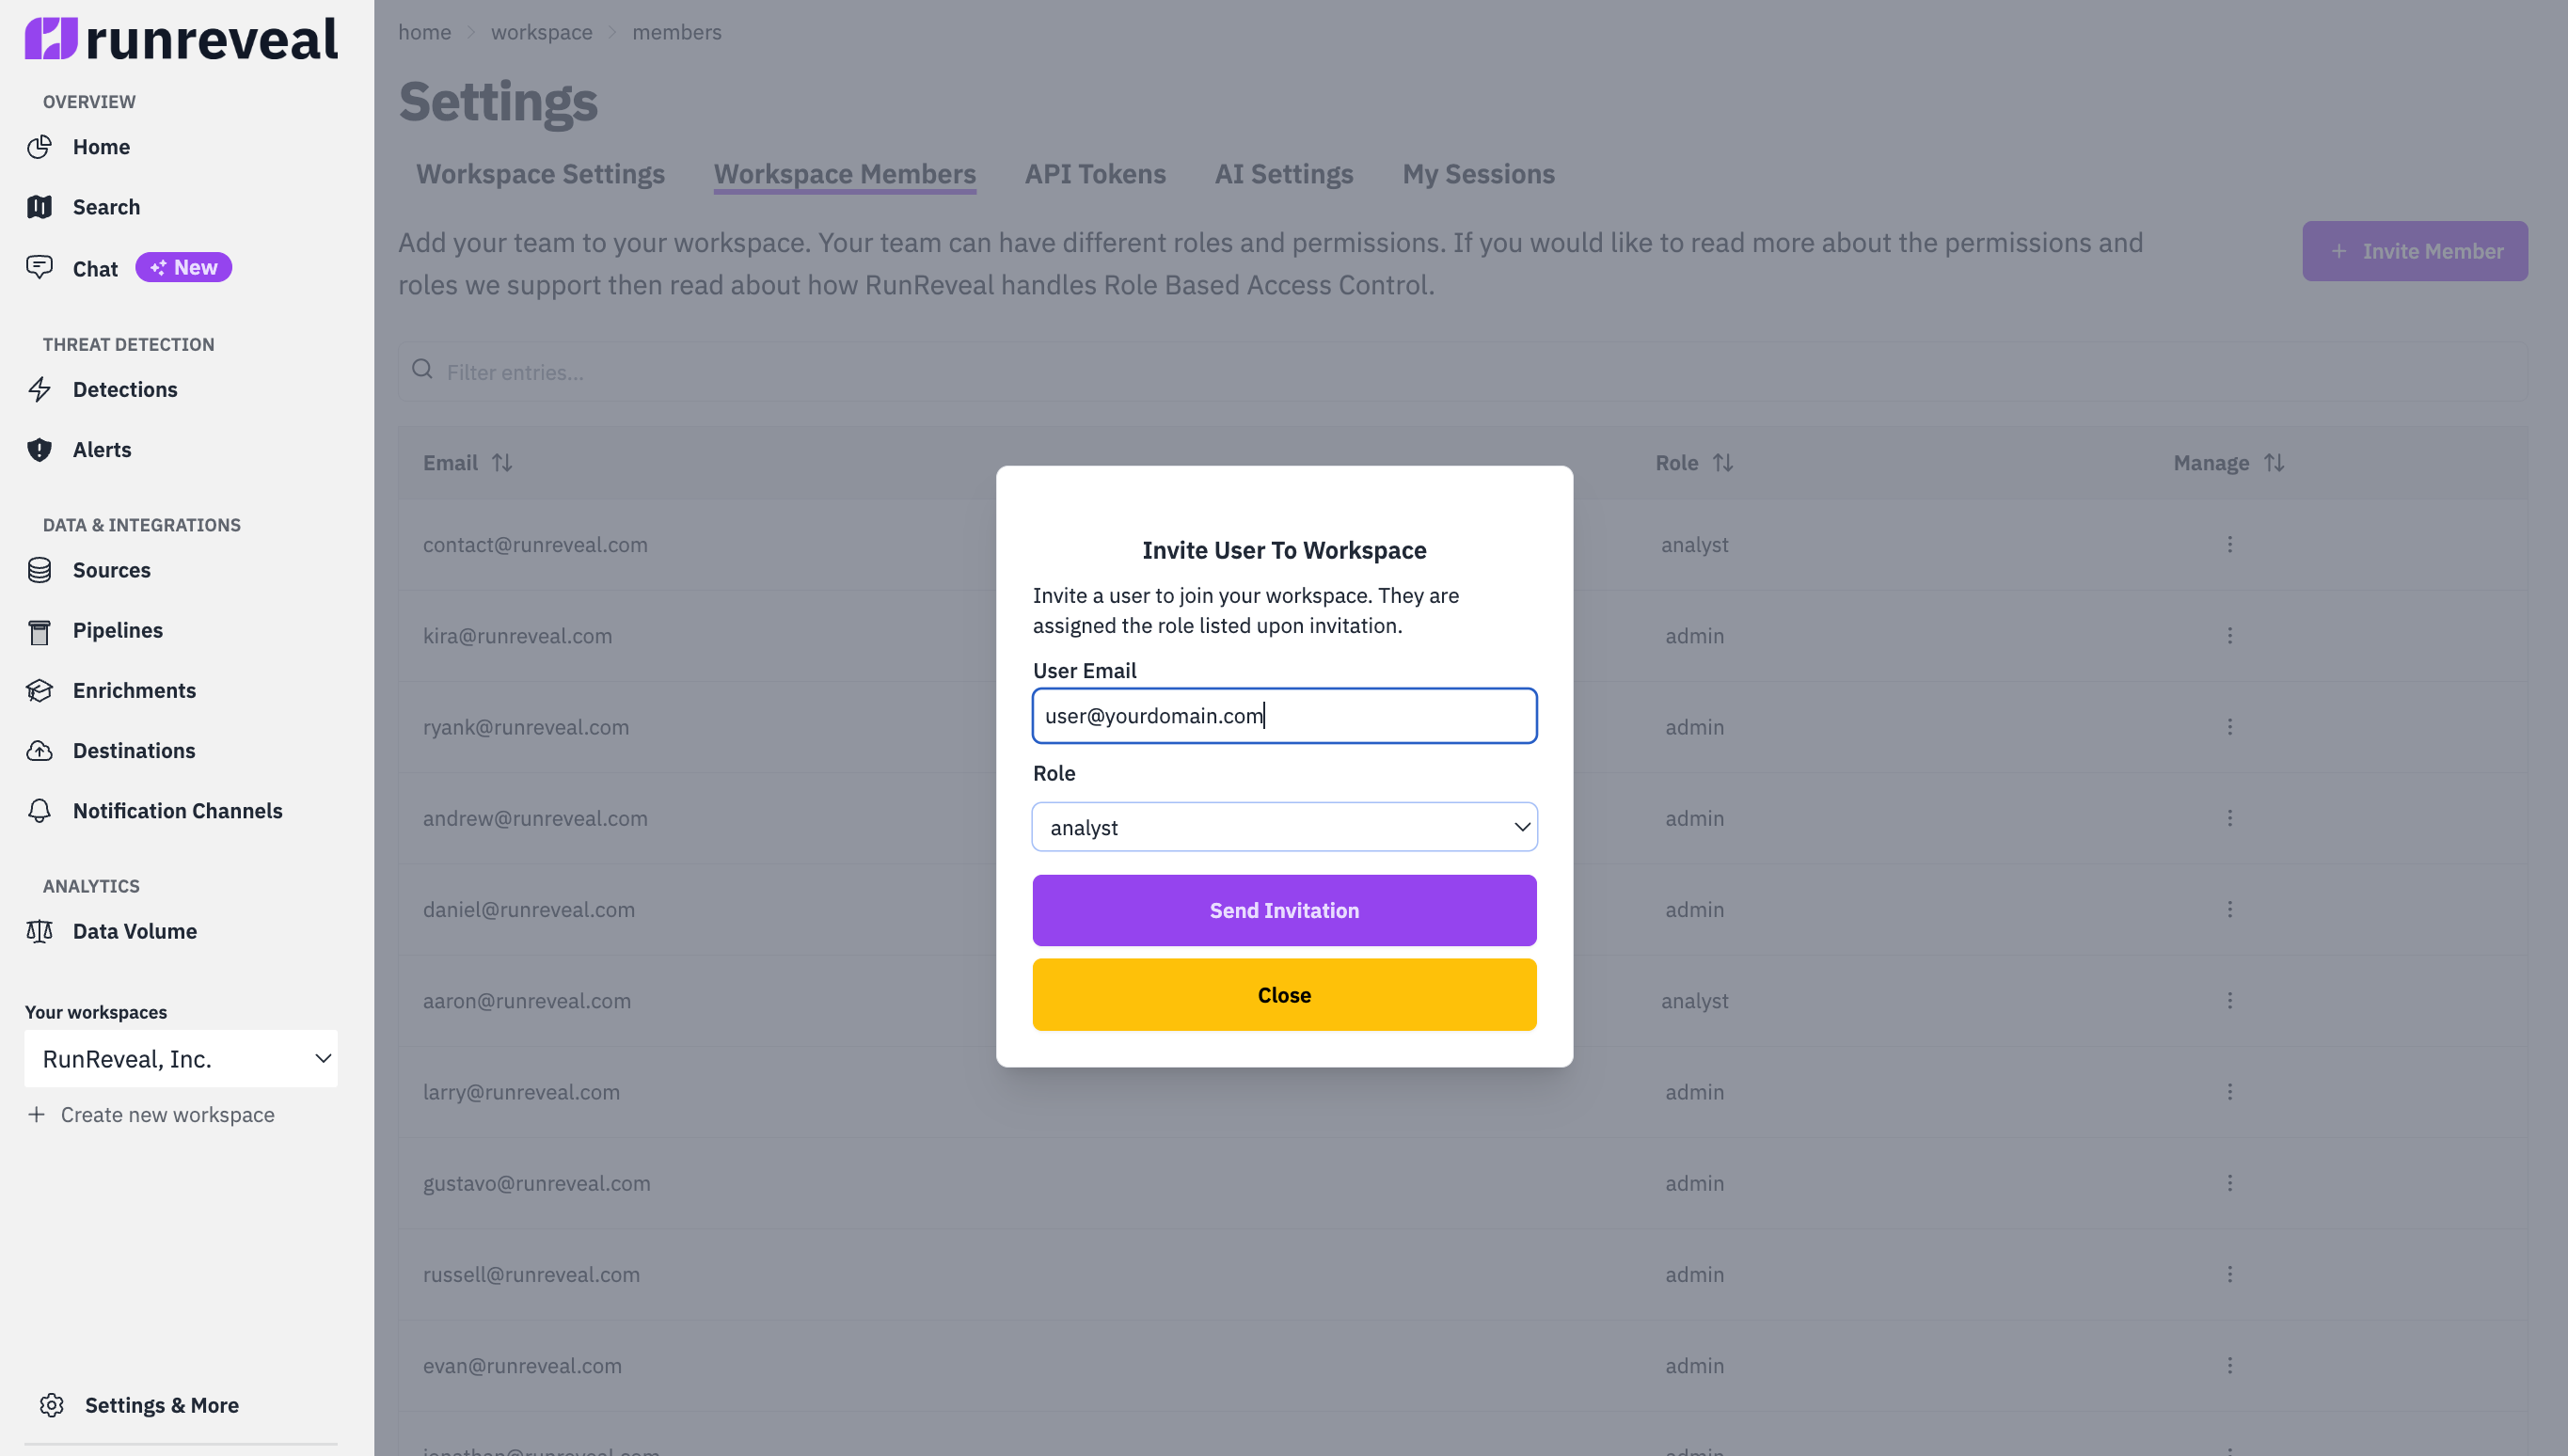 runreveal
OVERVIEW
Home
Search
Chat New
THREAT DETECTION
Detections
Alerts
DATA & INTEGRATIONS
Sources
Pipelines
Enrichments
Destinations
Notification Channels
ANALYTICS
Data Volume
Your workspaces
RunReveal, Inc.
+ Create new workspace
Settings & More
home > workspace > members
Settings
Workspace Settings Workspace Members API Tokens AI Settings My Sessions
Add your team to your workspace. Your team can have different roles and permissions. If you would like to read more about the permissions and
roles we support then read about how RunReveal handles Role Based Access Control.
+ Invite Member
Filter entries...
Email Role Manage
contact@runreveal.com analyst
kira@runreveal.com admin
ryank@runreveal.com admin
andrew@runreveal.com admin
daniel@runreveal.com admin
aaron@runreveal.com analyst
larry@runreveal.com admin
gustavo@runreveal.com admin
russell@runreveal.com admin
evan@runreveal.com admin
Invite User To Workspace
Invite a user to join your workspace. They are
assigned the role listed upon invitation.
User Email
user@yourdomain.com
Role
analyst
Send Invitation
Close